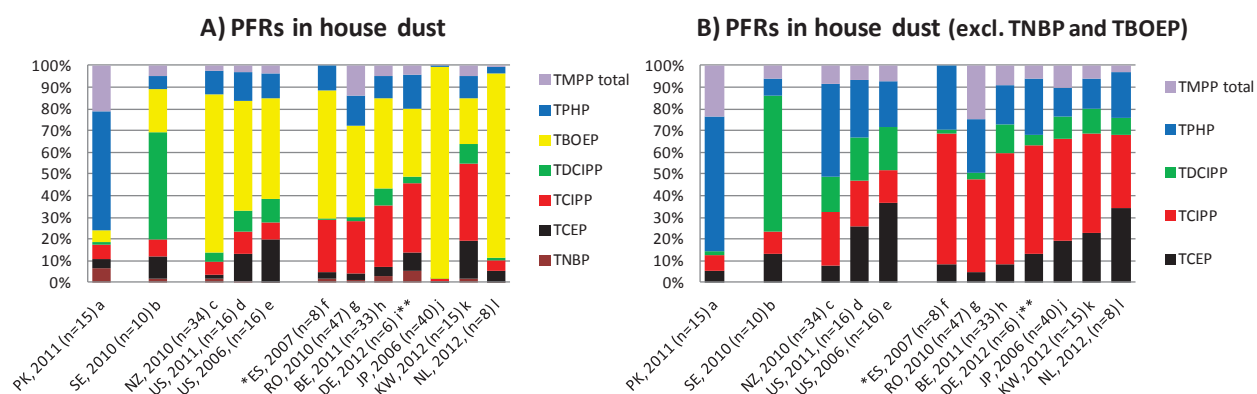 A) PFRs in house dust
100%
90%
80%
70%
60%
50%
40%
30%
20%
10%
0%
TMPP total
TPHP
TBOEP
TDCIPP
TCIPP
TCEP
TNBP
PK, 2011 (n=15)a
SE, 2010 (n=10)b
NZ, 2010 (n=34) c
US, 2011, (n=16) d
US, 2006, (n=16) e
*ES, 2007 (n=8) f
RO, 2010 (n=47) g
BE, 2011 (n=33)h
DE, 2012 (n=6) i**
JP, 2006 (n=40) j
KW, 2012 (n=15) k
NL, 2012, (n=8) l
B) PFRs in house dust (excl. TNBP and TBOEP)
100%
90%
80%
70%
60%
50%
40%
30%
20%
10%
0%
TMPP total
TPHP
TDCIPP
TCIPP
TCEP
PK, 2011 (n=15)a
SE, 2010 (n=10)b
NZ, 2010 (n=34) c
US, 2011, (n=16) d
US, 2006, (n=16) e
*ES, 2007 (n=8) f
RO, 2010 (n=47) g
BE, 2011 (n=33)h
DE, 2012 (n=6) i**
JP, 2006 (n=40) j
KW, 2012 (n=15) k
NL, 2012, (n=8) l